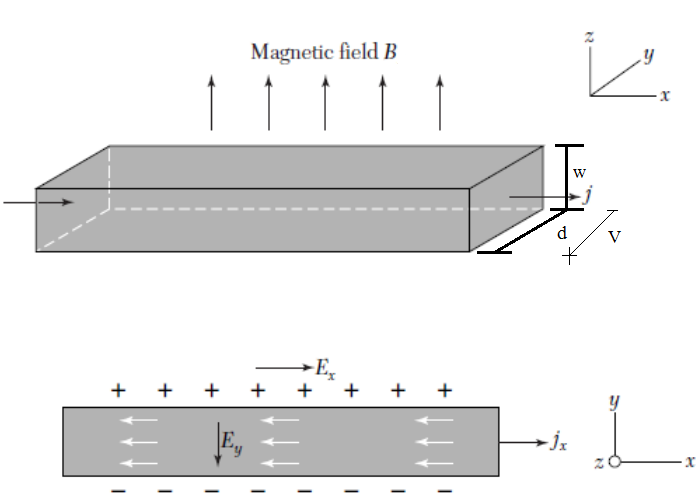 Magnetic field B
z
y
x
w
j
d
V
+
E_x
+ + + + + + + +
E_y
j_x
− − − − − − − −
y
z
x